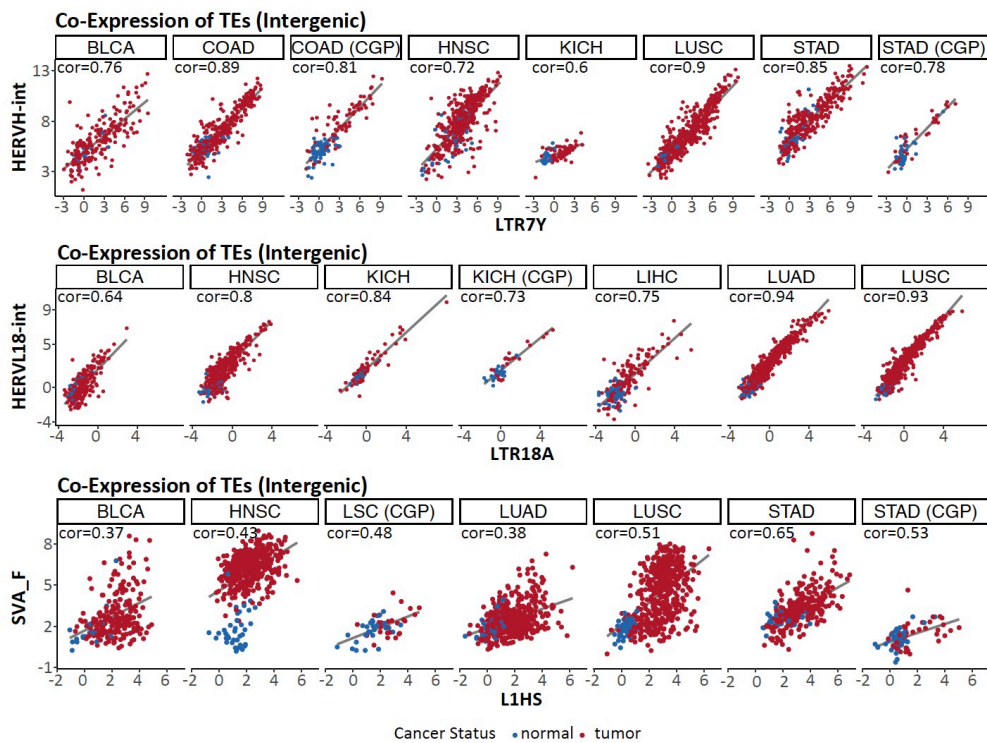 Co-Expression of TEs (Intergenic)
BLCA COAD COAD (CGP) HNSC KICH LUSC STAD STAD (CGP)
cor=0.76 cor=0.89 cor=0.81 cor=0.72 cor=0.6 cor=0.9 cor=0.85 cor=0.78
HERVH-int
13
8
3
-3 0 3 6 9 -3 0 3 6 9 -3 0 3 6 9 -3 0 3 6 9 -3 0 3 6 9 -3 0 3 6 9 -3 0 3 6 9 -3 0 3 6 9
LTR7Y
Co-Expression of TEs (Intergenic)
BLCA HNSC KICH KICH (CGP) LIHC LUAD LUSC
cor=0.64 cor=0.8 cor=0.84 cor=0.73 cor=0.75 cor=0.94 cor=0.93
HERVL18-int
9
5
0
-4
-4 0 4 -4 0 4 -4 0 4 -4 0 4 -4 0 4 -4 0 4 -4 0 4
LTR18A
Co-Expression of TEs (Intergenic)
BLCA HNSC LSC (CGP) LUAD LUSC STAD STAD (CGP)
cor=0.37 cor=0.43 cor=0.48 cor=0.38 cor=0.51 cor=0.65 cor=0.53
SVA_F
8
5
2
-1
-2 0 2 4 6 -2 0 2 4 6 -2 0 2 4 6 -2 0 2 4 6 -2 0 2 4 6 -2 0 2 4 6 -2 0 2 4 6
L1HS
Cancer Status normal tumor